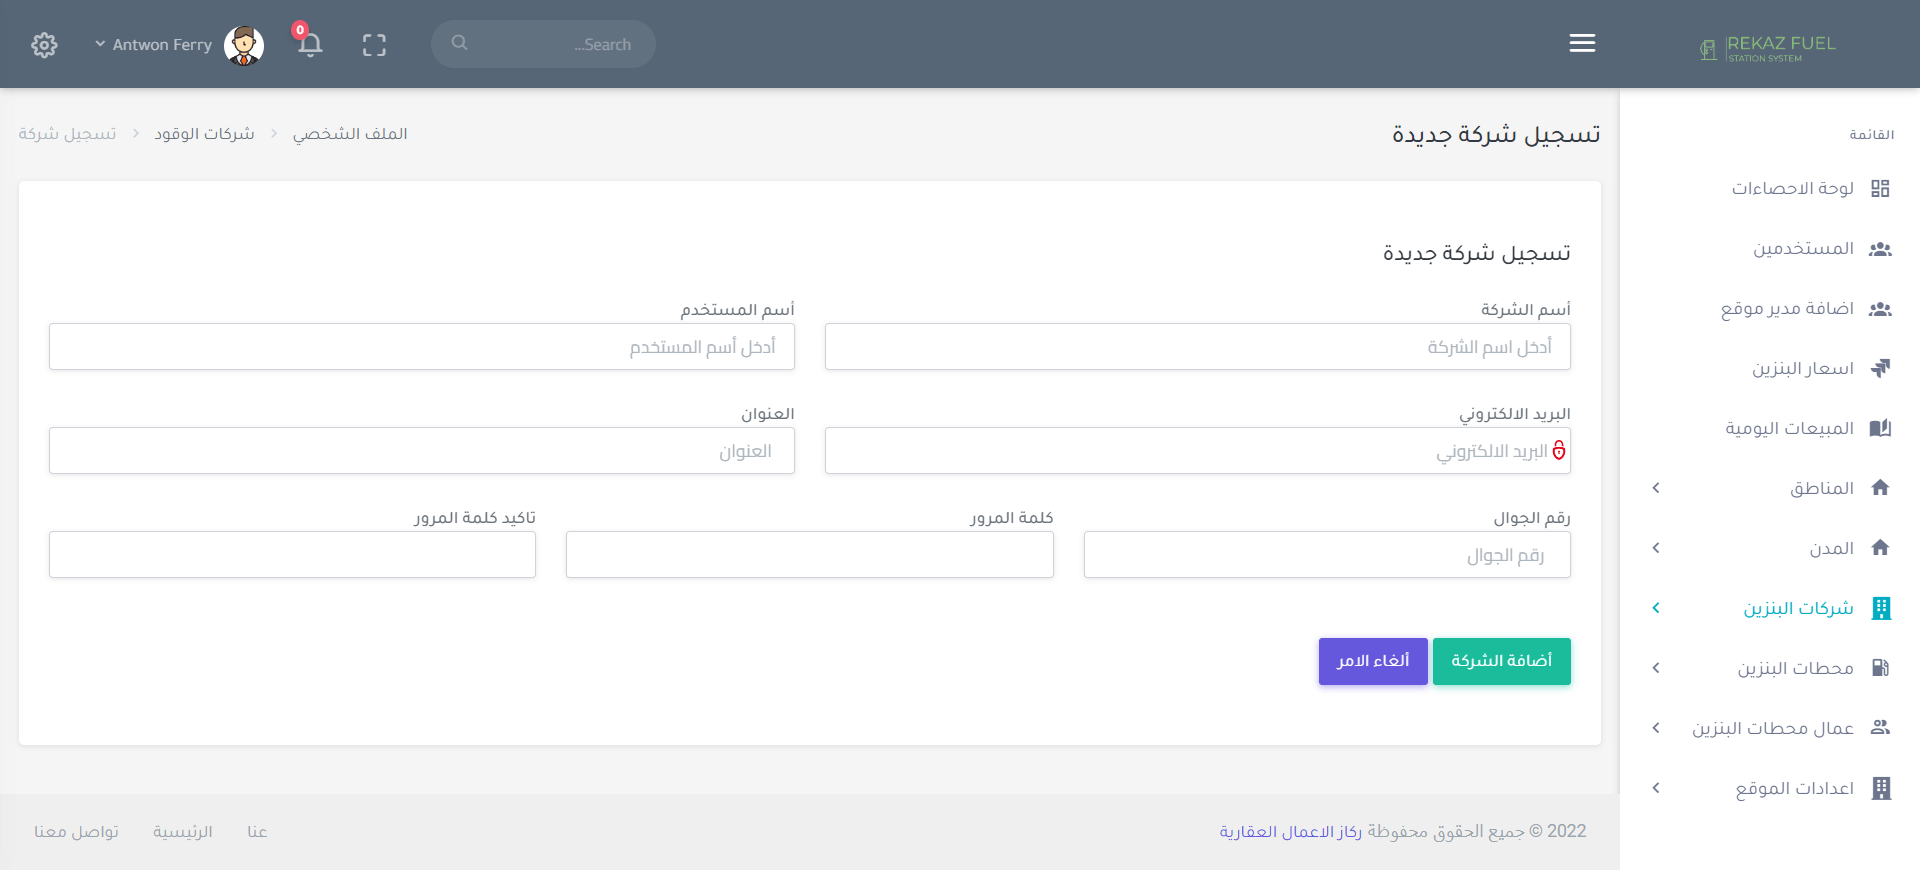 REKAZ FUEL
STATION SYSTEM
Search...
0
Antwon Ferry
القائمة
لوحة الاحصاءات
المستخدمين
اضافة مدير موقع
اسعار البنزين
المبيعات اليومية
المناطق
المدن
شركات البنزين
محطات البنزين
عمال محطات البنزين
اعدادات الموقع
تسجيل شركة جديدة
الملف الشخصي
شركات الوقود
تسجيل شركة
تسجيل شركة جديدة
أسم الشركة
أسم المستخدم
أدخل اسم الشركة
أدخل أسم المستخدم
البريد الالكتروني
العنوان
البريد الالكتروني
العنوان
رقم الجوال
كلمة المرور
تاكيد كلمة المرور
رقم الجوال
أضافة الشركة
ألغاء الامر
2022 © جميع الحقوق محفوظة ركاز الاعمال العقارية
عنا
الرئيسية
تواصل معنا